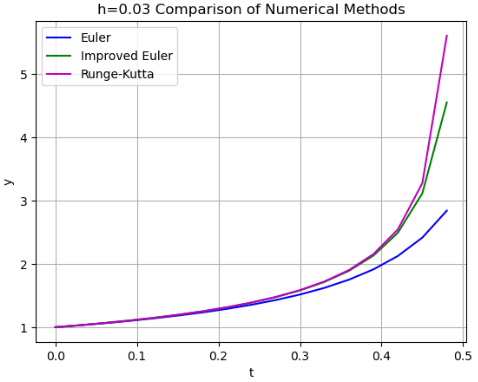 h=0.03 Comparison of Numerical Methods
Euler
Improved Euler
Runge-Kutta
5
4
3
2
1
y
0.0 0.1 0.2 0.3 0.4 0.5
t